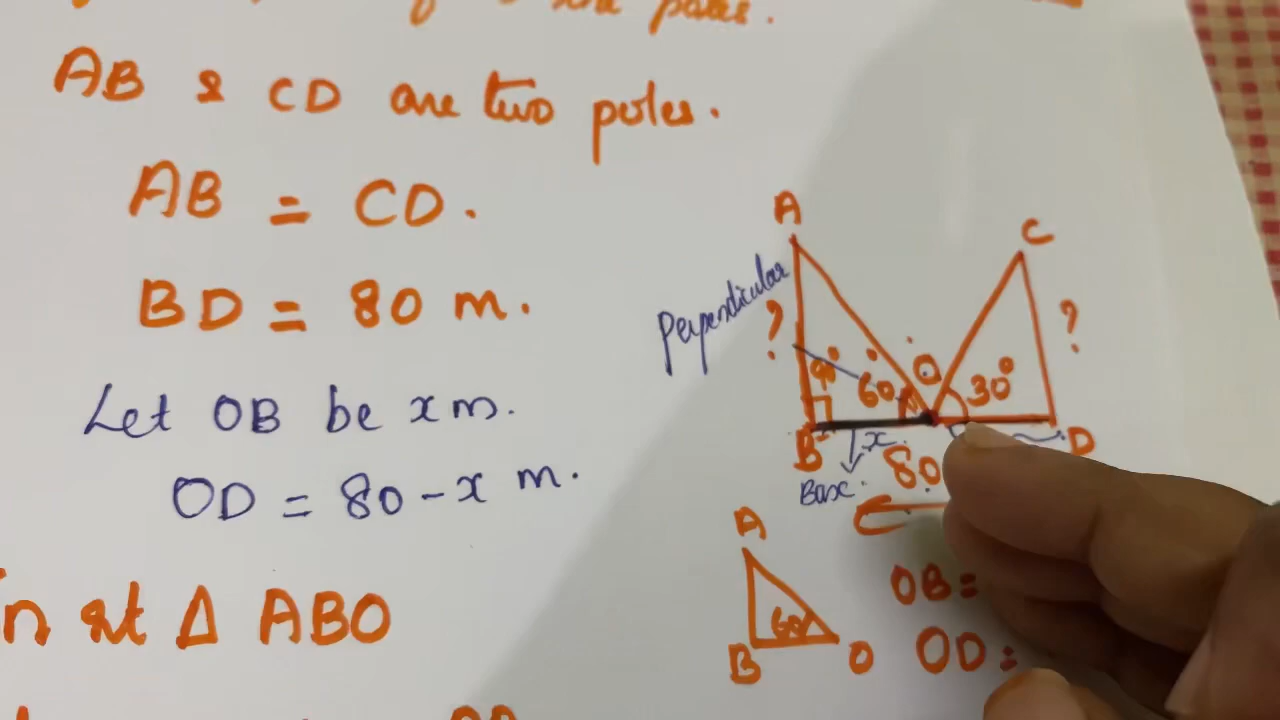 poles.
AB & CD are two poles.
AB = CD.
BD = 80 m.
Let OB be x m.
OD = 80 - x m.
In rt Δ ABO
A
C
Perpendicular
?
?
90°
60°
O
30°
B
x
D
80
Base.
A
60
B
O
OB =
OD =